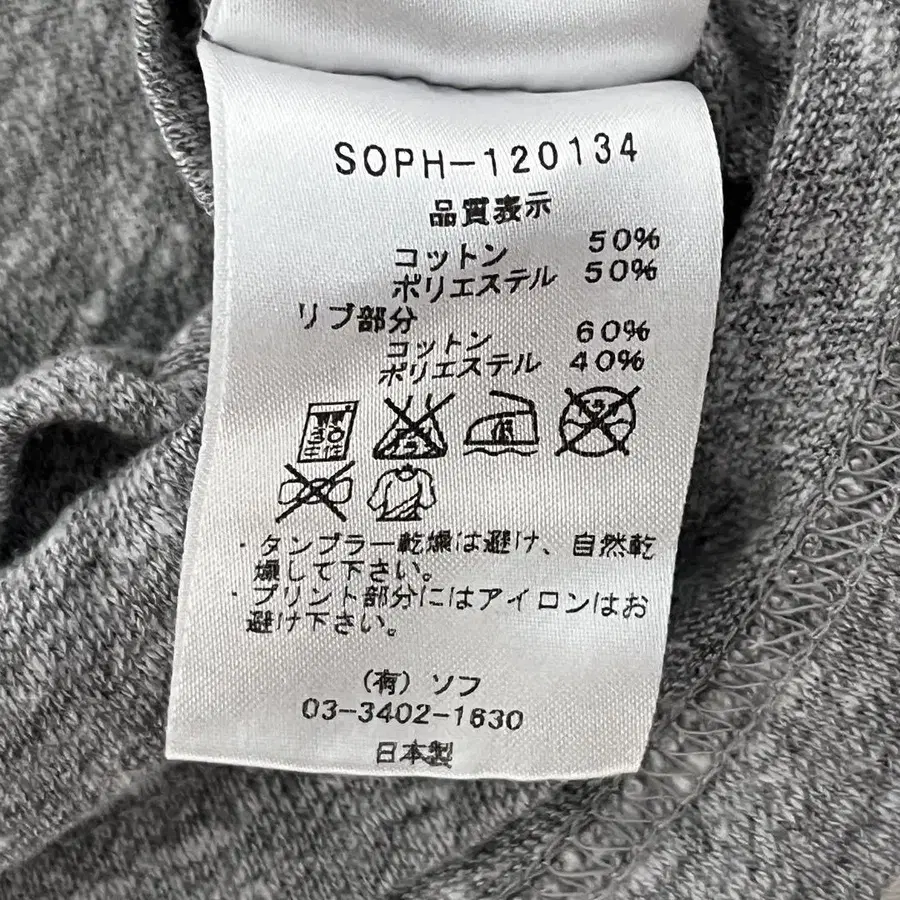 SOPH-120134
品質表示
コットン 50%
ポリエステル 50%
リブ部分
コットン 60%
ポリエステル 40%
・タンブラー乾燥は避け、自然乾
燥して下さい。
・プリント部分にはアイロンはお
避け下さい。
(有) ソフ
03-3402-1630
日本製